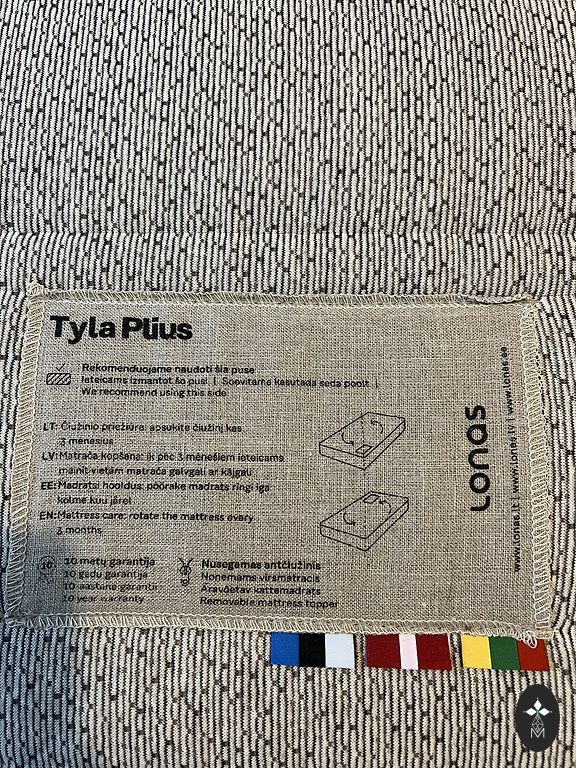 Tyla Plius
Rekomenduojame naudoti šia puse
Ieteicams izmantot šo pusi | Soovitame kasutada seda poolt |
We recommend using this side
LT: Čiužinio priežiūra: apsukite čiužinį kas
3 mėnesius
LV: Matrača kopšana: ik pēc 3 mēnešiem ieteicams
mainīt vietām matrača galvgali ar kājgali
EE: Madratsi hooldus: pöörake madrats ringi iga
kolme kuu järel
EN: Mattress care: rotate the mattress every
3 months
10
10 metų garantija
10 gadu garantija
10-aastane garantii
10 year warranty
Nusegamas antčiužinis
Noņemams virsmatracis
Äravõetav kattemadrats
Removable mattress topper
Lonas
www.lonas.lt | www.lonas.lv | www.lonas.ee
M